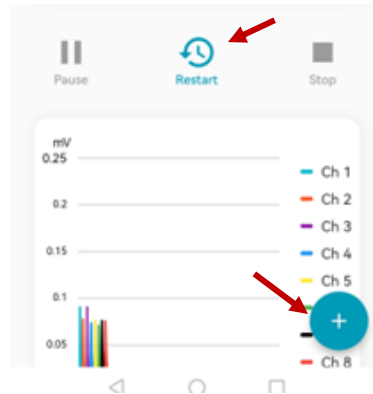 Pause Restart Stop
mV
0.25
0.2
0.15
0.1
0.05
Ch 1
Ch 2
Ch 3
Ch 4
Ch 5
+
Ch 8